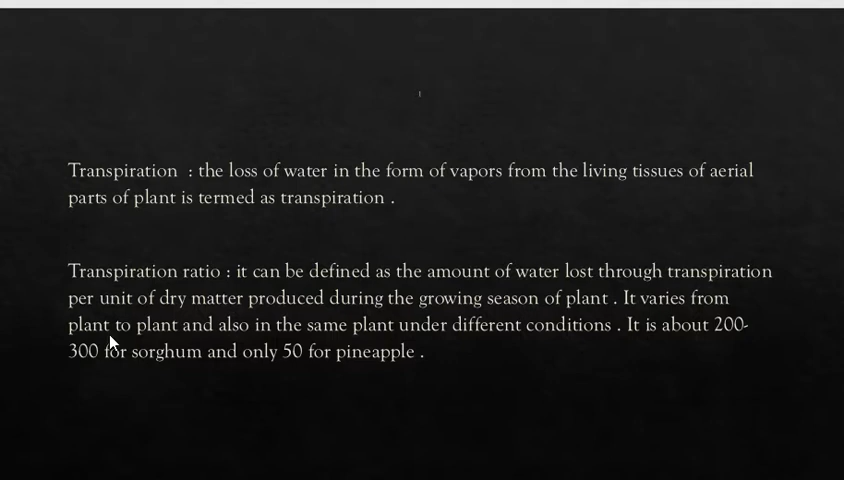 Transpiration : the loss of water in the form of vapors from the living tissues of aerial
parts of plant is termed as transpiration .
Transpiration ratio : it can be defined as the amount of water lost through transpiration
per unit of dry matter produced during the growing season of plant . It varies from
plant to plant and also in the same plant under different conditions . It is about 200-
300 for sorghum and only 50 for pineapple .